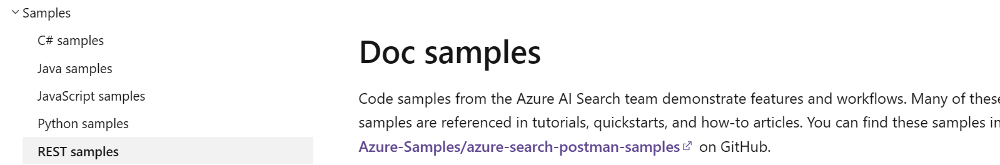 Samples
C# samples
Java samples
JavaScript samples
Python samples
REST samples
Doc samples
Code samples from the Azure AI Search team demonstrate features and workflows. Many of these
samples are referenced in tutorials, quickstarts, and how-to articles. You can find these samples in
Azure-Samples/azure-search-postman-samples on GitHub.